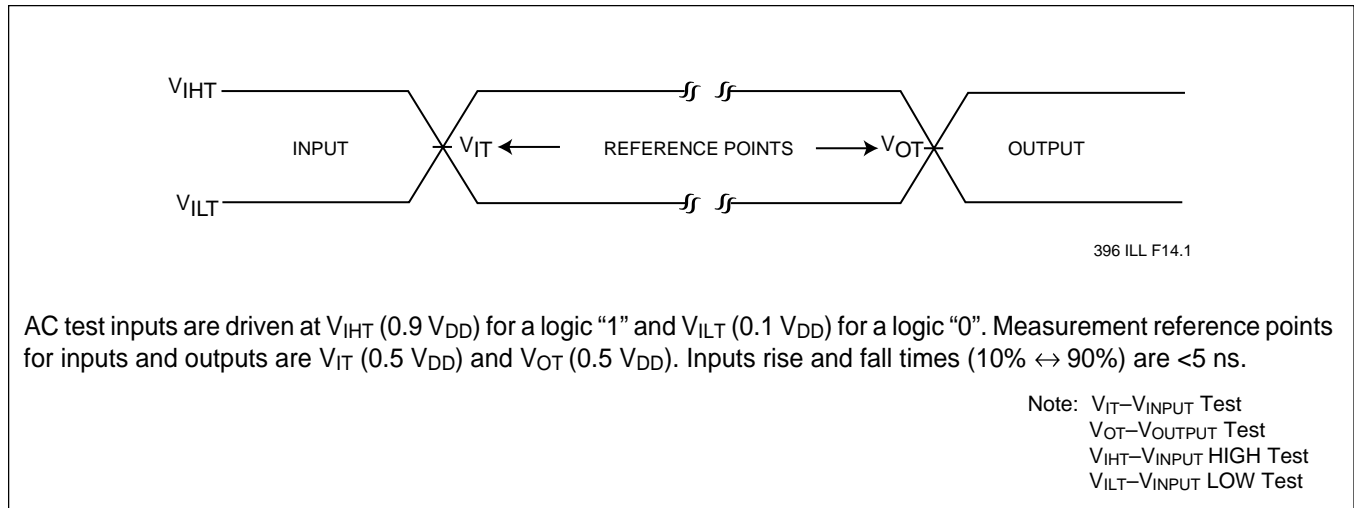 VIHT
INPUT VIT REFERENCE POINTS VOT OUTPUT
VILT
396 ILL F14.1
AC test inputs are driven at VIHT (0.9 VDD) for a logic “1” and VILT (0.1 VDD) for a logic “0”. Measurement reference points
for inputs and outputs are VIT (0.5 VDD) and VOT (0.5 VDD). Inputs rise and fall times (10% ↔ 90%) are <5 ns.
Note: VIT–VINPUT Test
VOT–VOUTPUT Test
VIHT–VINPUT HIGH Test
VILT–VINPUT LOW Test